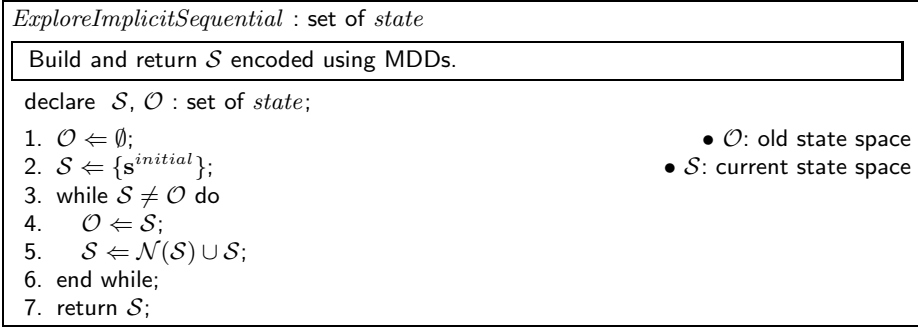 ExploreImplicitSequential : set of state
Build and return 𝒮 encoded using MDDs.
declare 𝒮, 𝒪 : set of state;
1. 𝒪 ⇐ ∅; • 𝒪: old state space
2. 𝒮 ⇐ {s^initial}; • 𝒮: current state space
3. while 𝒮 ≠ 𝒪 do
4. 𝒪 ⇐ 𝒮;
5. 𝒮 ⇐ 𝒩(𝒮) ∪ 𝒮;
6. end while;
7. return 𝒮;